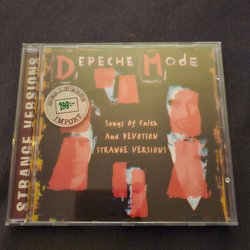 STRANGE VERSIONS
DEPECHE MODE
IMPORT
Songs Of Faith
And DEVOTION
STRANGE VERSIONS